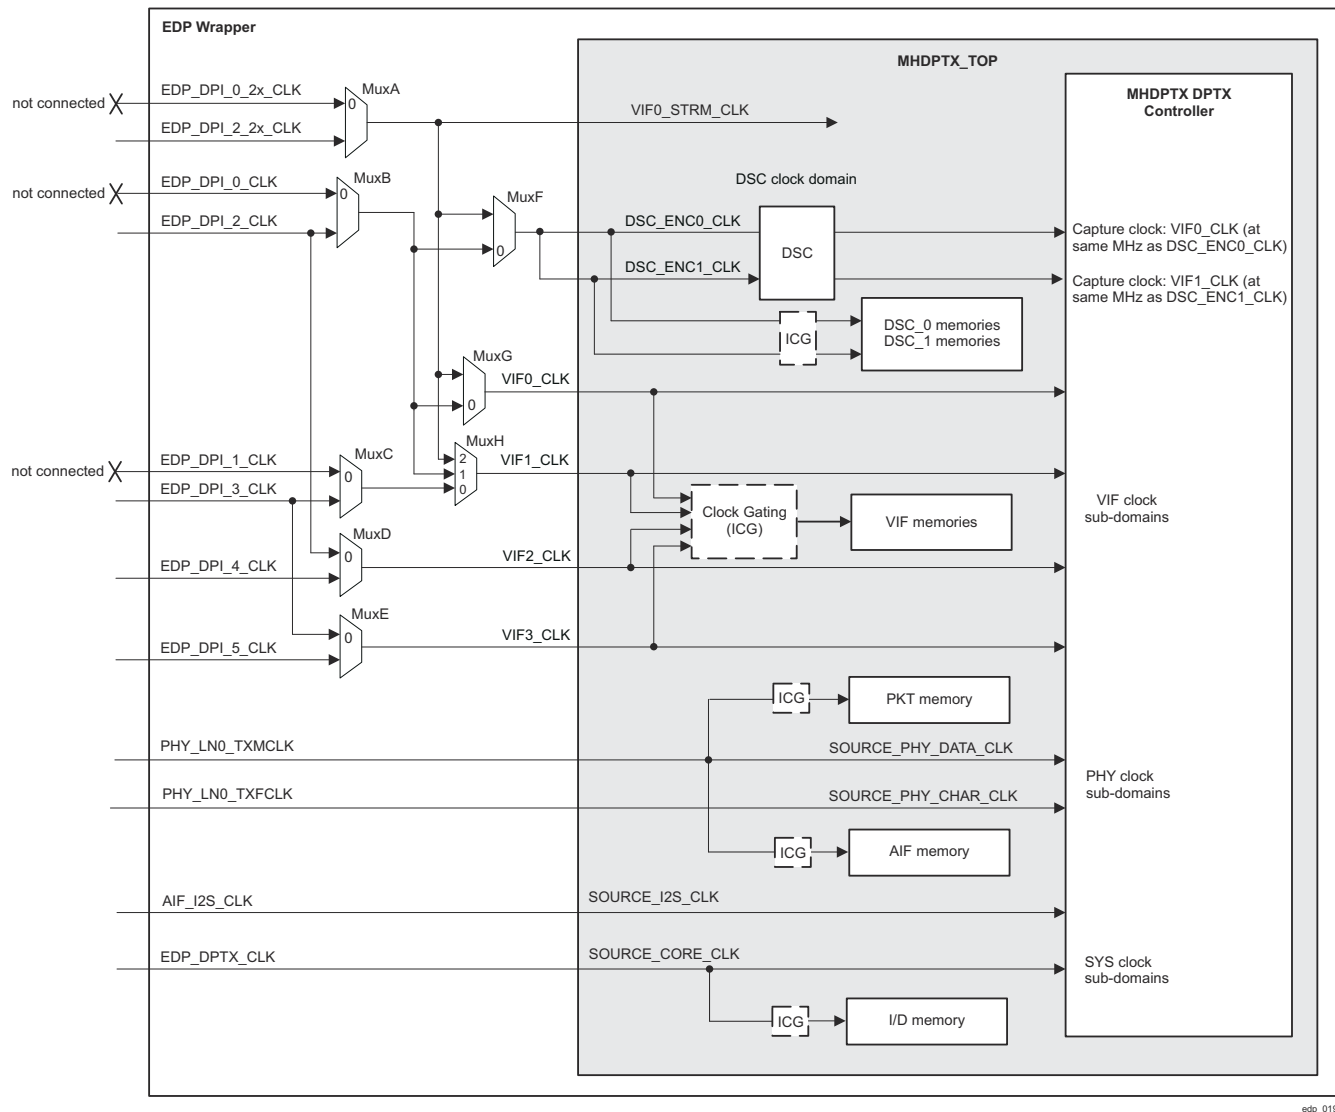 EDP Wrapper
MHDPTX_TOP
MHDPTX DPTX
Controller
not connected
EDP_DPI_0_2x_CLK
MuxA
0
EDP_DPI_2_2x_CLK
VIF0_STRM_CLK
not connected
EDP_DPI_0_CLK
MuxB
0
EDP_DPI_2_CLK
MuxF
0
DSC clock domain
DSC_ENC0_CLK
DSC_ENC1_CLK
DSC
Capture clock: VIF0_CLK (at
same MHz as DSC_ENC0_CLK)
Capture clock: VIF1_CLK (at
same MHz as DSC_ENC1_CLK)
ICG
DSC_0 memories
DSC_1 memories
MuxG
0
VIF0_CLK
not connected
EDP_DPI_1_CLK
MuxC
0
EDP_DPI_3_CLK
MuxH
2
1
0
VIF1_CLK
Clock Gating
(ICG)
VIF memories
VIF clock
sub-domains
MuxD
0
EDP_DPI_4_CLK
VIF2_CLK
MuxE
0
EDP_DPI_5_CLK
VIF3_CLK
ICG
PKT memory
PHY_LN0_TXMCLK
SOURCE_PHY_DATA_CLK
PHY_LN0_TXFCLK
SOURCE_PHY_CHAR_CLK
PHY clock
sub-domains
ICG
AIF memory
AIF_I2S_CLK
SOURCE_I2S_CLK
EDP_DPTX_CLK
SOURCE_CORE_CLK
SYS clock
sub-domains
ICG
I/D memory
edp_019